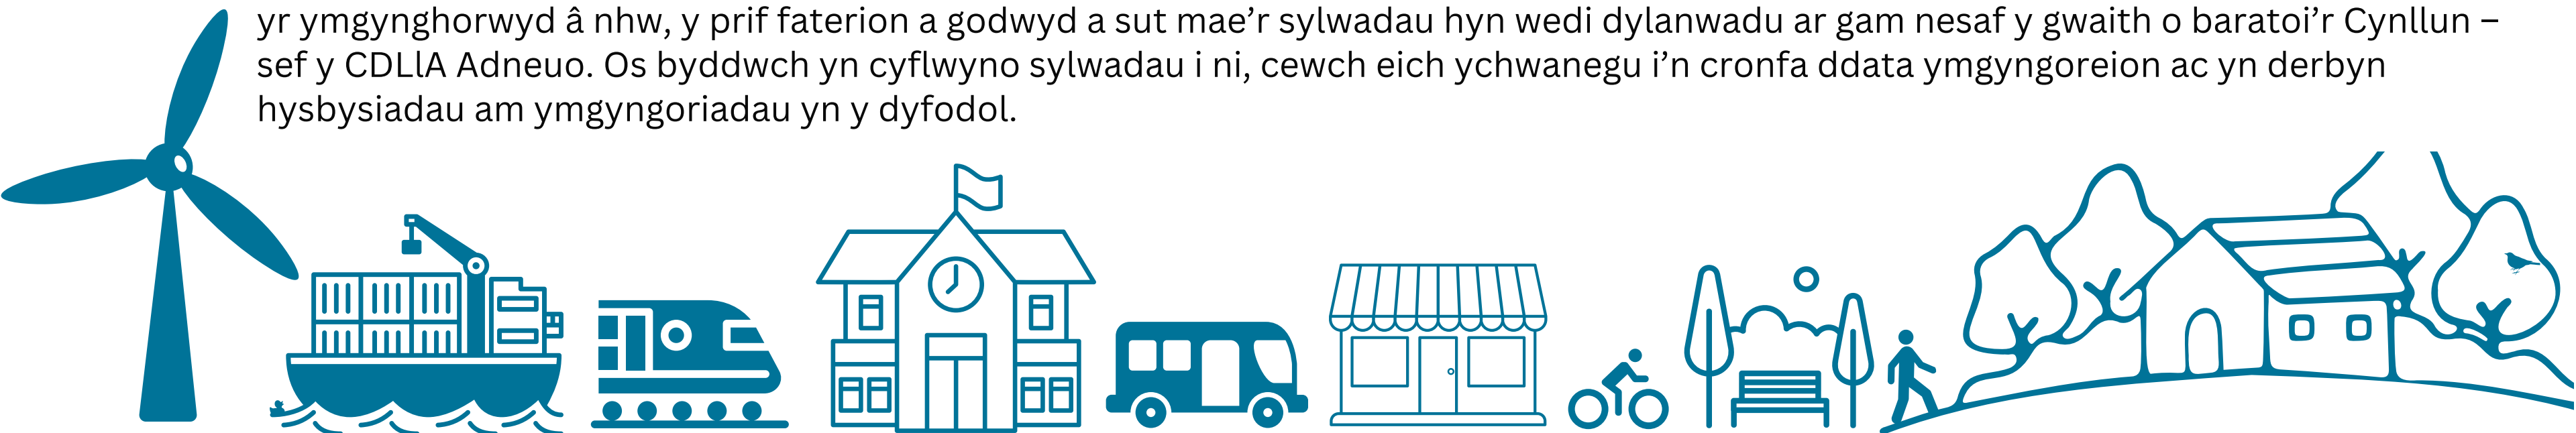 yr ymgynghorwyd â nhw, y prif faterion a godwyd a sut mae’r sylwadau hyn wedi dylanwadu ar gam nesaf y gwaith o baratoi’r Cynllun –
sef y CDLlA Adneuo. Os byddwch yn cyflwyno sylwadau i ni, cewch eich ychwanegu i’n cronfa ddata ymgyngoreion ac yn derbyn
hysbysiadau am ymgyngoriadau yn y dyfodol.